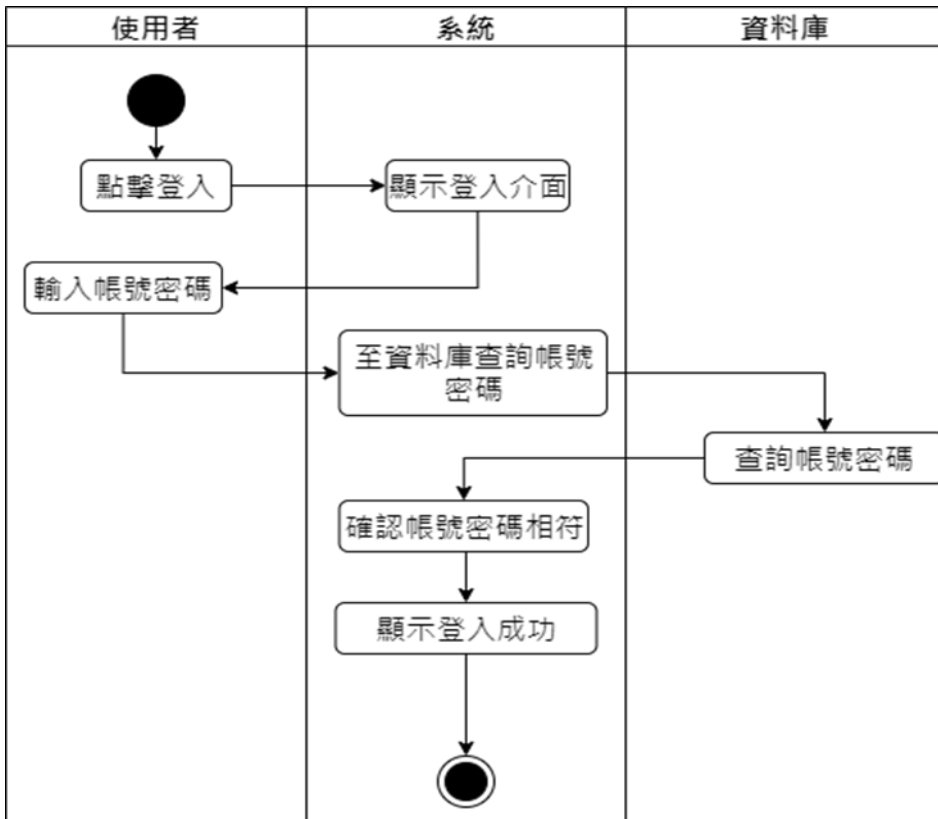 使用者
系統
資料庫
點擊登入
顯示登入介面
輸入帳號密碼
至資料庫查詢帳號
密碼
查詢帳號密碼
確認帳號密碼相符
顯示登入成功